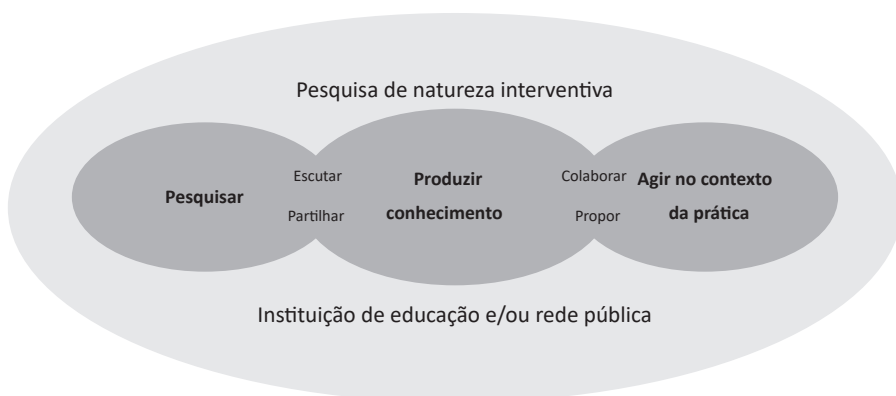 Pesquisa de natureza interventiva
Pesquisar
Escutar
Partilhar
Produzir
conhecimento
Colaborar
Propor
Agir no contexto
da prática
Instituição de educação e/ou rede pública